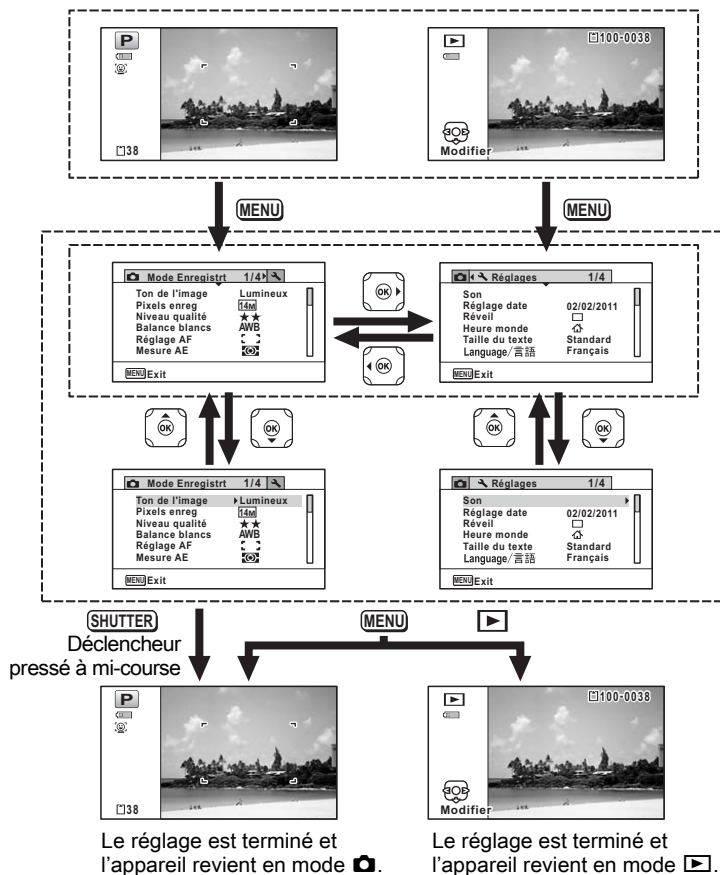 P
100-0038
38
Modifier
MENU
MENU
Mode Enregistrt 1/4
Ton de l'image Lumineux
Pixels enreg 14M
Niveau qualité ★★
Balance blancs AWB
Réglage AF
Mesure AE
MENU Exit
OK
OK
Réglages 1/4
Son
Réglage date 02/02/2011
Réveil
Heure monde
Taille du texte Standard
Language/言語 Français
MENU Exit
OK
OK
OK
OK
Mode Enregistrt 1/4
Ton de l'image Lumineux
Pixels enreg 14M
Niveau qualité ★★
Balance blancs AWB
Réglage AF
Mesure AE
MENU Exit
Réglages 1/4
Son
Réglage date 02/02/2011
Réveil
Heure monde
Taille du texte Standard
Language/言語 Français
MENU Exit
SHUTTER
Déclencheur
pressé à mi-course
MENU
P
38
100-0038
Modifier
Le réglage est terminé et
l'appareil revient en mode .
Le réglage est terminé et
l'appareil revient en mode .